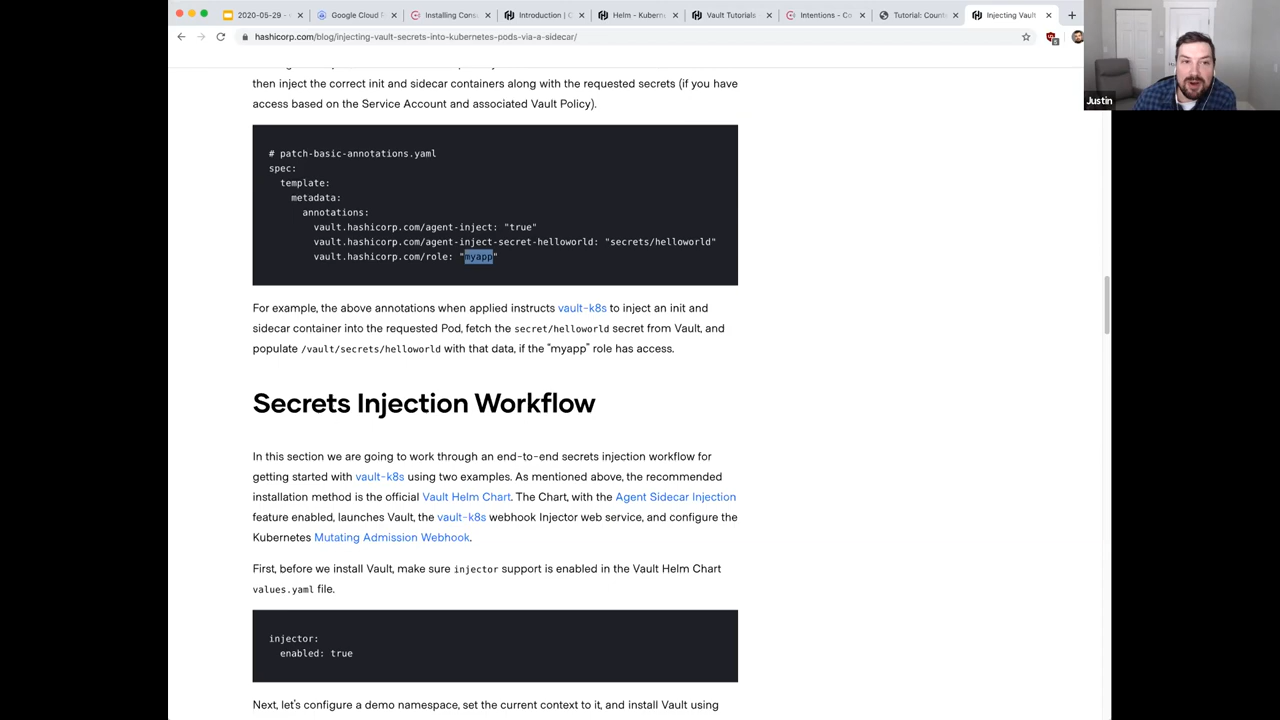 2020-05-29 -
Google Cloud
Installing Cons
Introduction | C
Helm - Kubern
Vault Tutorials
Intentions - Co
Tutorial: Count
Injecting Vault
hashicorp.com/blog/injecting-vault-secrets-into-kubernetes-pods-via-a-sidecar/
Justin
then inject the correct init and sidecar containers along with the requested secrets (if you have
access based on the Service Account and associated Vault Policy).
# patch-basic-annotations.yaml
spec:
template:
metadata:
annotations:
vault.hashicorp.com/agent-inject: "true"
vault.hashicorp.com/agent-inject-secret-helloworld: "secrets/helloworld"
vault.hashicorp.com/role: "myapp"
For example, the above annotations when applied instructs vault-k8s to inject an init and
sidecar container into the requested Pod, fetch the secret/helloworld secret from Vault, and
populate /vault/secrets/helloworld with that data, if the "myapp" role has access.
Secrets Injection Workflow
In this section we are going to work through an end-to-end secrets injection workflow for
getting started with vault-k8s using two examples. As mentioned above, the recommended
installation method is the official Vault Helm Chart. The Chart, with the Agent Sidecar Injection
feature enabled, launches Vault, the vault-k8s webhook Injector web service, and configure the
Kubernetes Mutating Admission Webhook.
First, before we install Vault, make sure injector support is enabled in the Vault Helm Chart
values.yaml file.
injector:
enabled: true
Next, let's configure a demo namespace, set the current context to it, and install Vault using